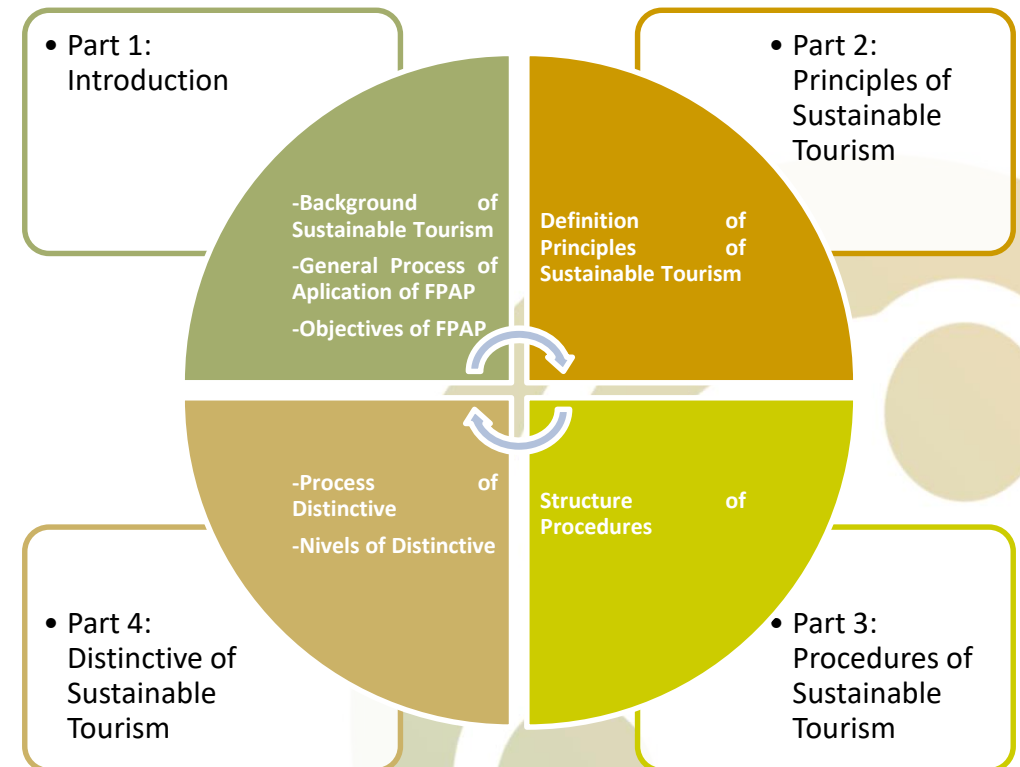 • Part 1:
Introduction
-Background of
Sustainable Tourism
-General Process of
Aplication of FPAP
-Objectives of FPAP
• Part 2:
Principles of
Sustainable
Tourism
Definition of
Principles of
Sustainable Tourism
• Part 3:
Procedures of
Sustainable
Tourism
Structure of
Procedures
• Part 4:
Distinctive of
Sustainable
Tourism
-Process of
Distinctive
-Nivels of Distinctive